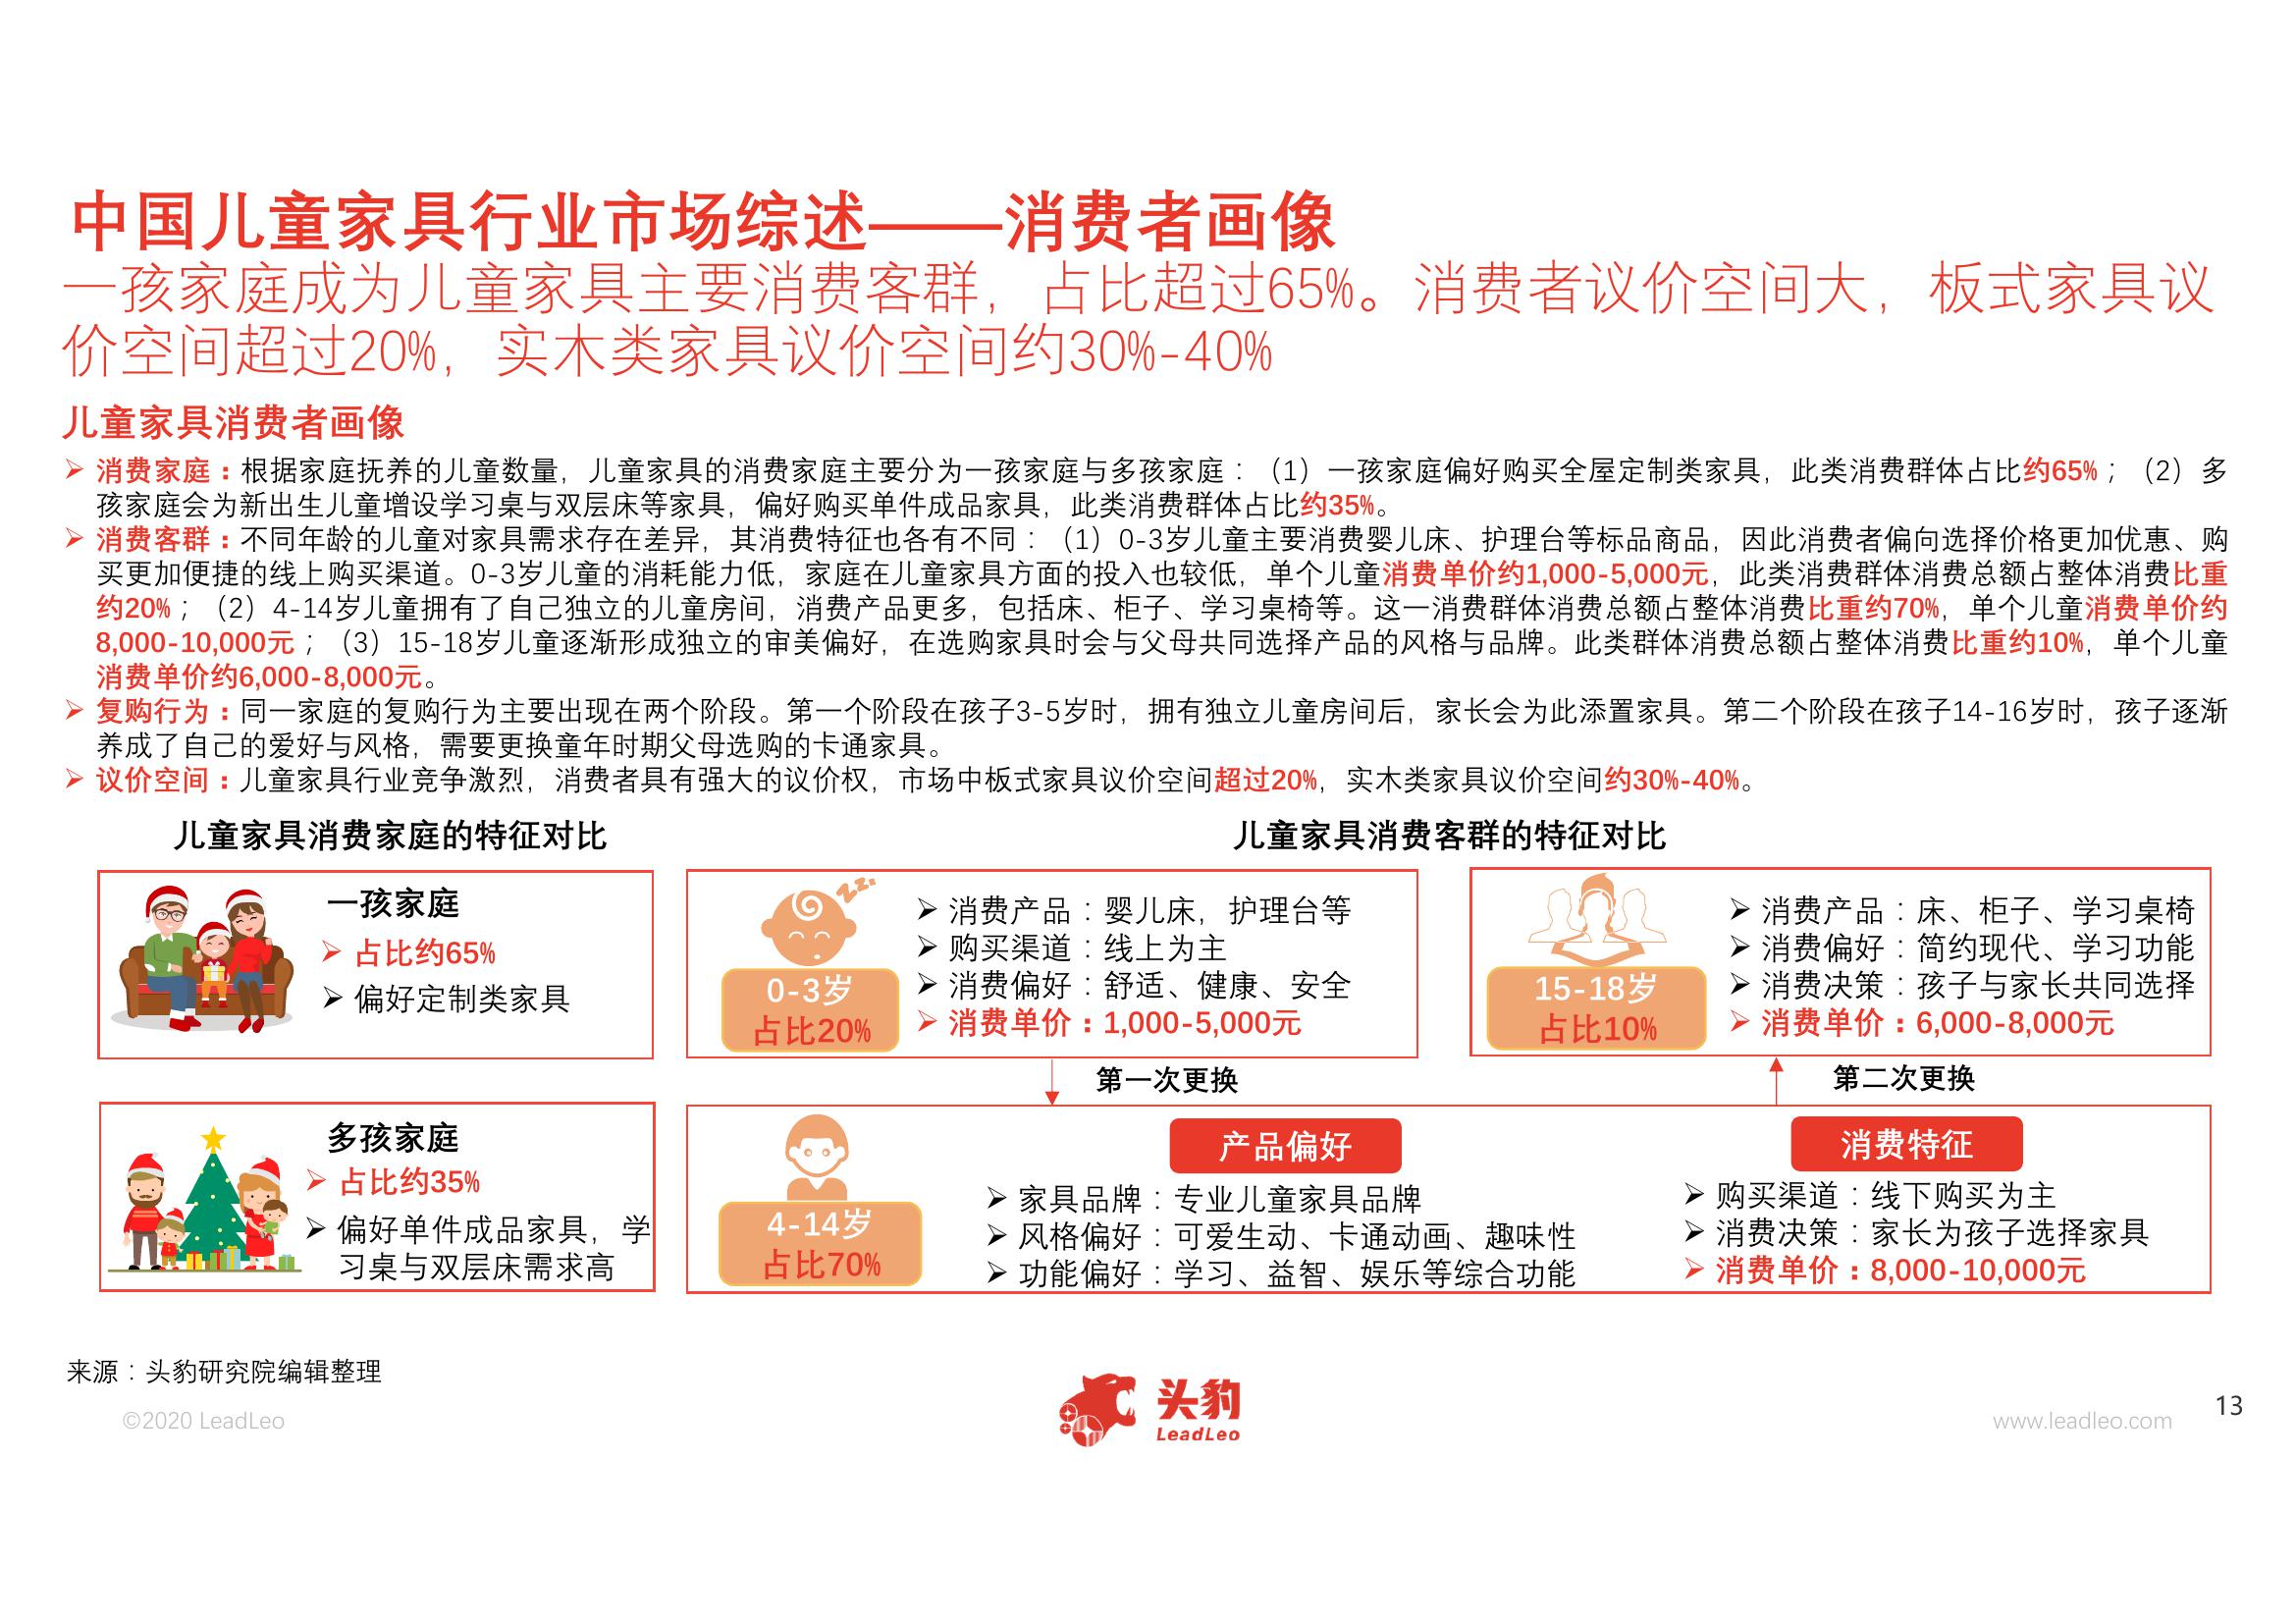 中国儿童家具行业市场综述——消费者画像
一孩家庭成为儿童家具主要消费客群，占比超过65%。消费者议价空间大，板式家具议
价空间超过20%，实木类家具议价空间约30%-40%
儿童家具消费者画像
➢ 消费家庭：根据家庭抚养的儿童数量，儿童家具的消费家庭主要分为一孩家庭与多孩家庭：（1）一孩家庭偏好购买全屋定制类家具，此类消费群体占比约65%；（2）多
孩家庭会为新出生儿童增设学习桌与双层床等家具，偏好购买单件成品家具，此类消费群体占比约35%。
➢ 消费客群：不同年龄的儿童对家具需求存在差异，其消费特征也各有不同：（1）0-3岁儿童主要消费婴儿床、护理台等标品商品，因此消费者偏向选择价格更加优惠、购
买更加便捷的线上购买渠道。0-3岁儿童的消耗能力低，家庭在儿童家具方面的投入也较低，单个儿童消费单价约1,000-5,000元，此类消费群体消费总额占整体消费比重
约20%；（2）4-14岁儿童拥有了自己独立的儿童房间，消费产品更多，包括床、柜子、学习桌椅等。这一消费群体消费总额占整体消费比重约70%，单个儿童消费单价约
8,000-10,000元；（3）15-18岁儿童逐渐形成独立的审美偏好，在选购家具时会与父母共同选择产品的风格与品牌。此类群体消费总额占整体消费比重约10%，单个儿童
消费单价约6,000-8,000元。
➢ 复购行为：同一家庭的复购行为主要出现在两个阶段。第一个阶段在孩子3-5岁时，拥有独立儿童房间后，家长会为此添置家具。第二个阶段在孩子14-16岁时，孩子逐渐
养成了自己的爱好与风格，需要更换童年时期父母选购的卡通家具。
➢ 议价空间：儿童家具行业竞争激烈，消费者具有强大的议价权，市场中板式家具议价空间超过20%，实木类家具议价空间约30%-40%。
儿童家具消费家庭的特征对比
一孩家庭
➢ 占比约65%
➢ 偏好定制类家具
多孩家庭
➢ 占比约35%
➢ 偏好单件成品家具，学
习桌与双层床需求高
儿童家具消费客群的特征对比
0-3岁
占比20%
➢ 消费产品：婴儿床，护理台等
➢ 购买渠道：线上为主
➢ 消费偏好：舒适、健康、安全
➢ 消费单价：1,000-5,000元
15-18岁
占比10%
➢ 消费产品：床、柜子、学习桌椅
➢ 消费偏好：简约现代、学习功能
➢ 消费决策：孩子与家长共同选择
➢ 消费单价：6,000-8,000元
第一次更换
第二次更换
4-14岁
占比70%
产品偏好
➢ 家具品牌：专业儿童家具品牌
➢ 风格偏好：可爱生动、卡通动画、趣味性
➢ 功能偏好：学习、益智、娱乐等综合功能
消费特征
➢ 购买渠道：线下购买为主
➢ 消费决策：家长为孩子选择家具
➢ 消费单价：8,000-10,000元
来源：头豹研究院编辑整理
©2020 LeadLeo
头豹
LeadLeo
www.leadleo.com
13